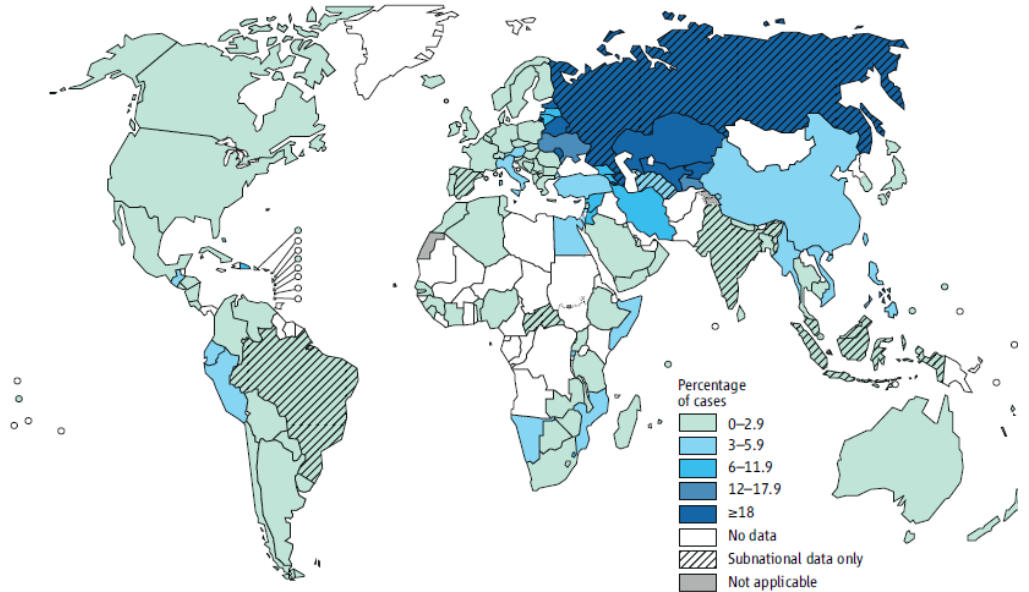 Percentage
of cases
0–2.9
3–5.9
6–11.9
12–17.9
≥18
No data
Subnational data only
Not applicable